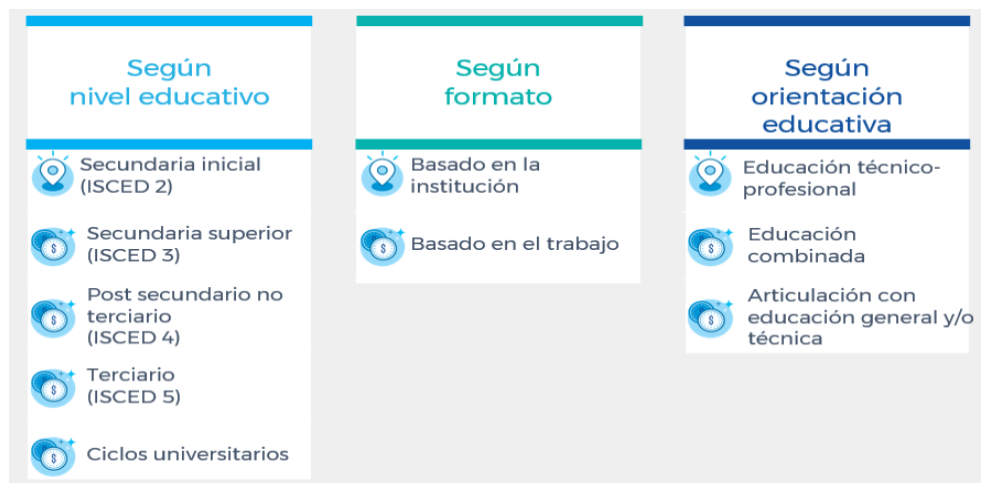 Según
nivel educativo
Secundaria inicial
(ISCED 2)
Secundaria superior
(ISCED 3)
Post secundario no
terciario
(ISCED 4)
Terciario
(ISCED 5)
Ciclos universitarios
Según
formato
Basado en la
institución
Basado en el trabajo
Según
orientación
educativa
Educación técnico-
profesional
Educación
combinada
Articulación con
educación general y/o
técnica